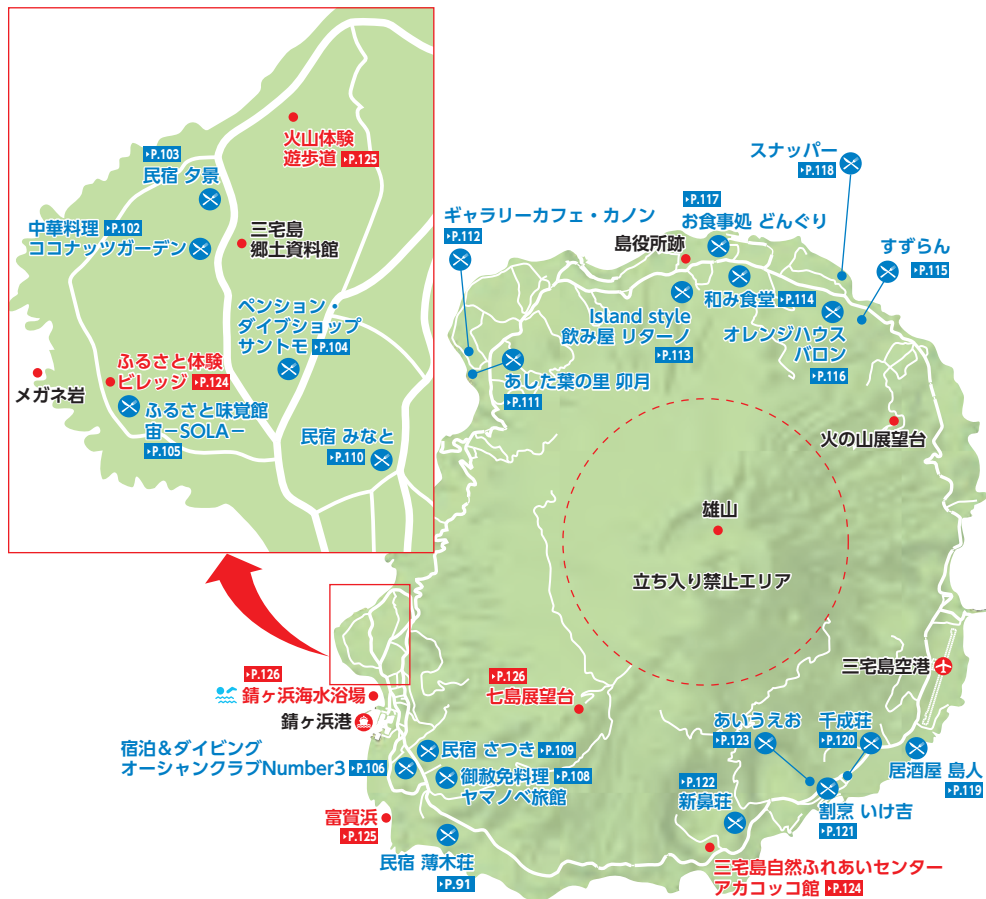 火山体験
遊歩道 ▶P.125
▶P.103
民宿 夕景
中華料理 ▶P.102
ココナッツガーデン
三宅島
郷土資料館
ペンション・
ダイブショップ
サントモ ▶P.104
ふるさと体験
ビレッジ ▶P.124
メガネ岩
ふるさと味覚館
宙－SOLA－
▶P.105
民宿 みなと
▶P.110
スナッパー
▶P.118
▶P.117
お食事処 どんぐり
ギャラリーカフェ・カノン
▶P.112
島役所跡
すずらん
▶P.115
和み食堂 ▶P.114
Island style
飲み屋 リターノ
▶P.113
オレンジハウス
バロン
▶P.116
あした葉の里 卯月
▶P.111
火の山展望台
雄山
立ち入り禁止エリア
三宅島空港
▶P.126
錆ヶ浜海水浴場
錆ヶ浜港
▶P.126
七島展望台
あいうえお
▶P.123
千成荘
▶P.120
宿泊＆ダイビング
オーシャンクラブNumber3 ▶P.106
民宿 さつき ▶P.109
御赦免料理 ▶P.108
ヤマノベ旅館
居酒屋 島人
▶P.119
▶P.122
新鼻荘
割烹 いけ吉
▶P.121
富賀浜
▶P.125
民宿 薄木荘
▶P.91
三宅島自然ふれあいセンター
アカコッコ館 ▶P.124